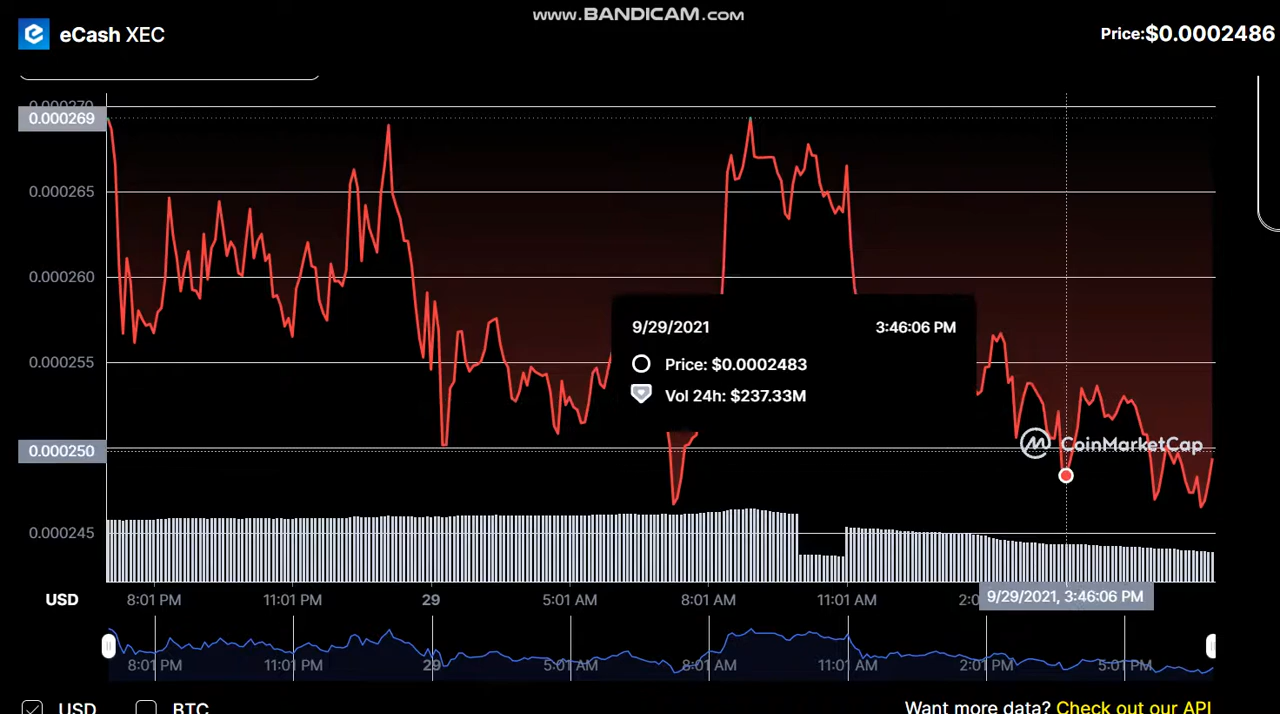 www.BANDICAM.com
eCash XEC
Price:$0.0002486
0.000270
0.000269
0.000265
0.000260
0.000255
0.000250
0.000245
9/29/2021 3:46:06 PM
Price: $0.0002483
Vol 24h: $237.33M
CoinMarketCap
USD
8:01 PM 11:01 PM 29 5:01 AM 8:01 AM 11:01 AM 2:0
9/29/2021, 3:46:06 PM
8:01 PM 11:01 PM 29 5:01 AM 8:01 AM 11:01 AM 2:01 PM 5:01 PM
USD BTC
Want more data? Check out our API